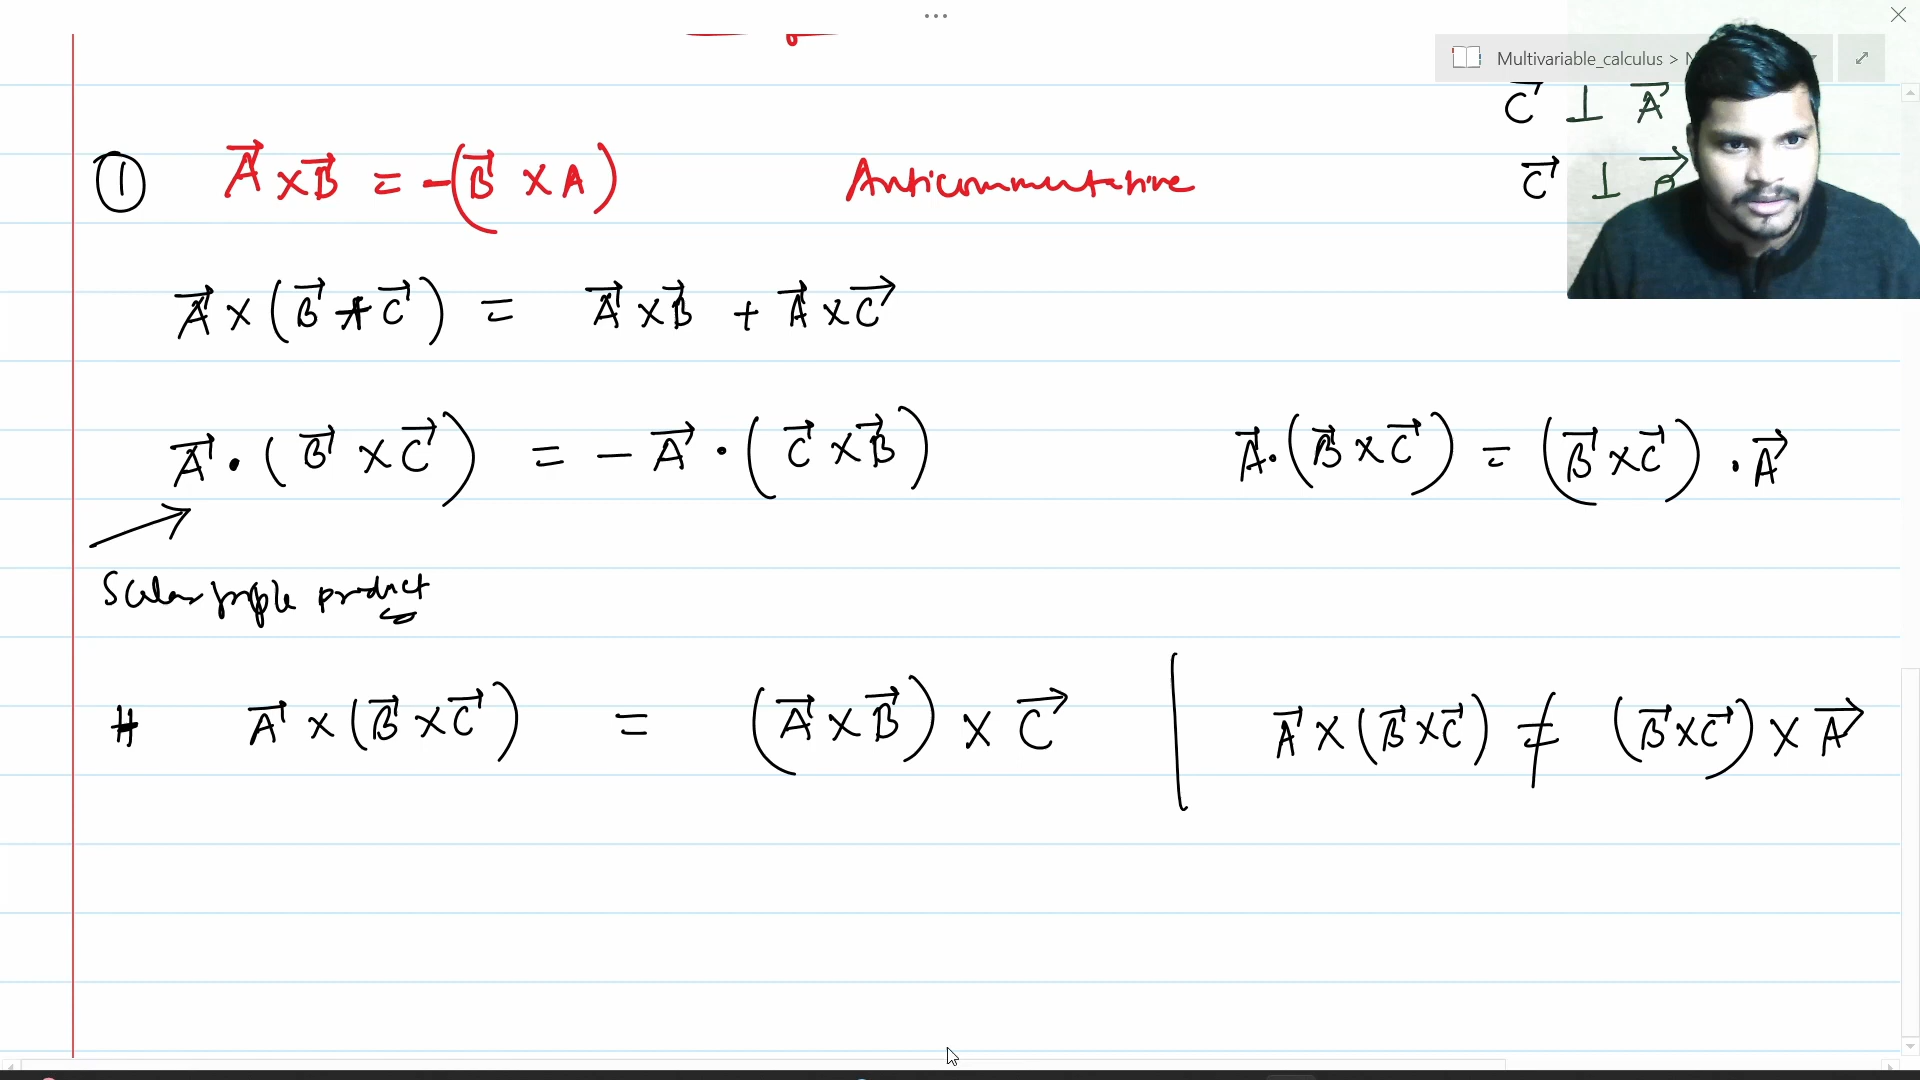 Multivariable_calculus > N
C⃗ ⊥ A⃗
① A⃗ × B⃗ = -(B⃗ × A) Anticommutative
C⃗ ⊥
A⃗ × (B⃗ + C⃗) = A⃗ × B⃗ + A⃗ × C⃗
A⃗ · (B⃗ × C⃗) = - A⃗ · (C⃗ × B⃗)
A⃗ · (B⃗ × C⃗) = (B⃗ × C⃗) · A⃗
Scalar triple product
# A⃗ × (B⃗ × C⃗) = (A⃗ × B⃗) × C⃗
A⃗ × (B⃗ × C⃗) ≠ (B⃗ × C⃗) × A⃗